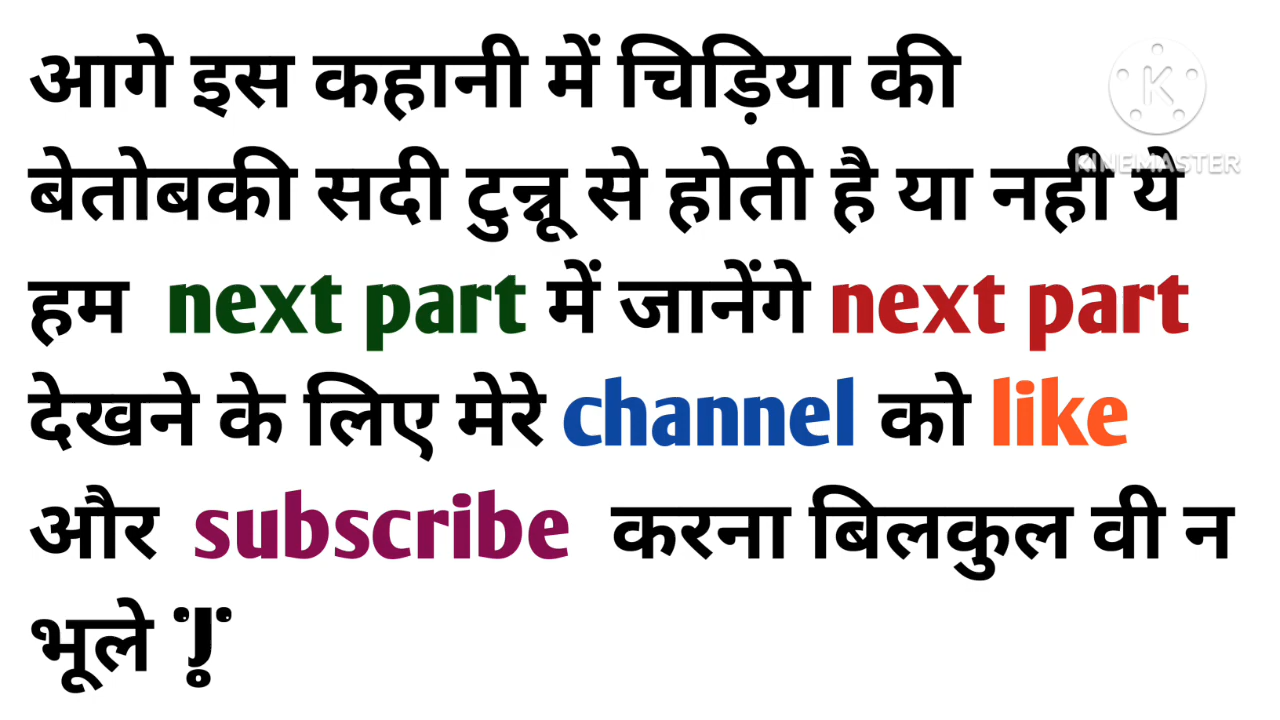 आगे इस कहानी में चिड़िया की
बेतोबकी सदी टुन्नू से होती है या नही ये
हम next part में जानेंगे next part
देखने के लिए मेरे channel को like
और subscribe करना बिलकुल वी न
भूले
KINEMASTER